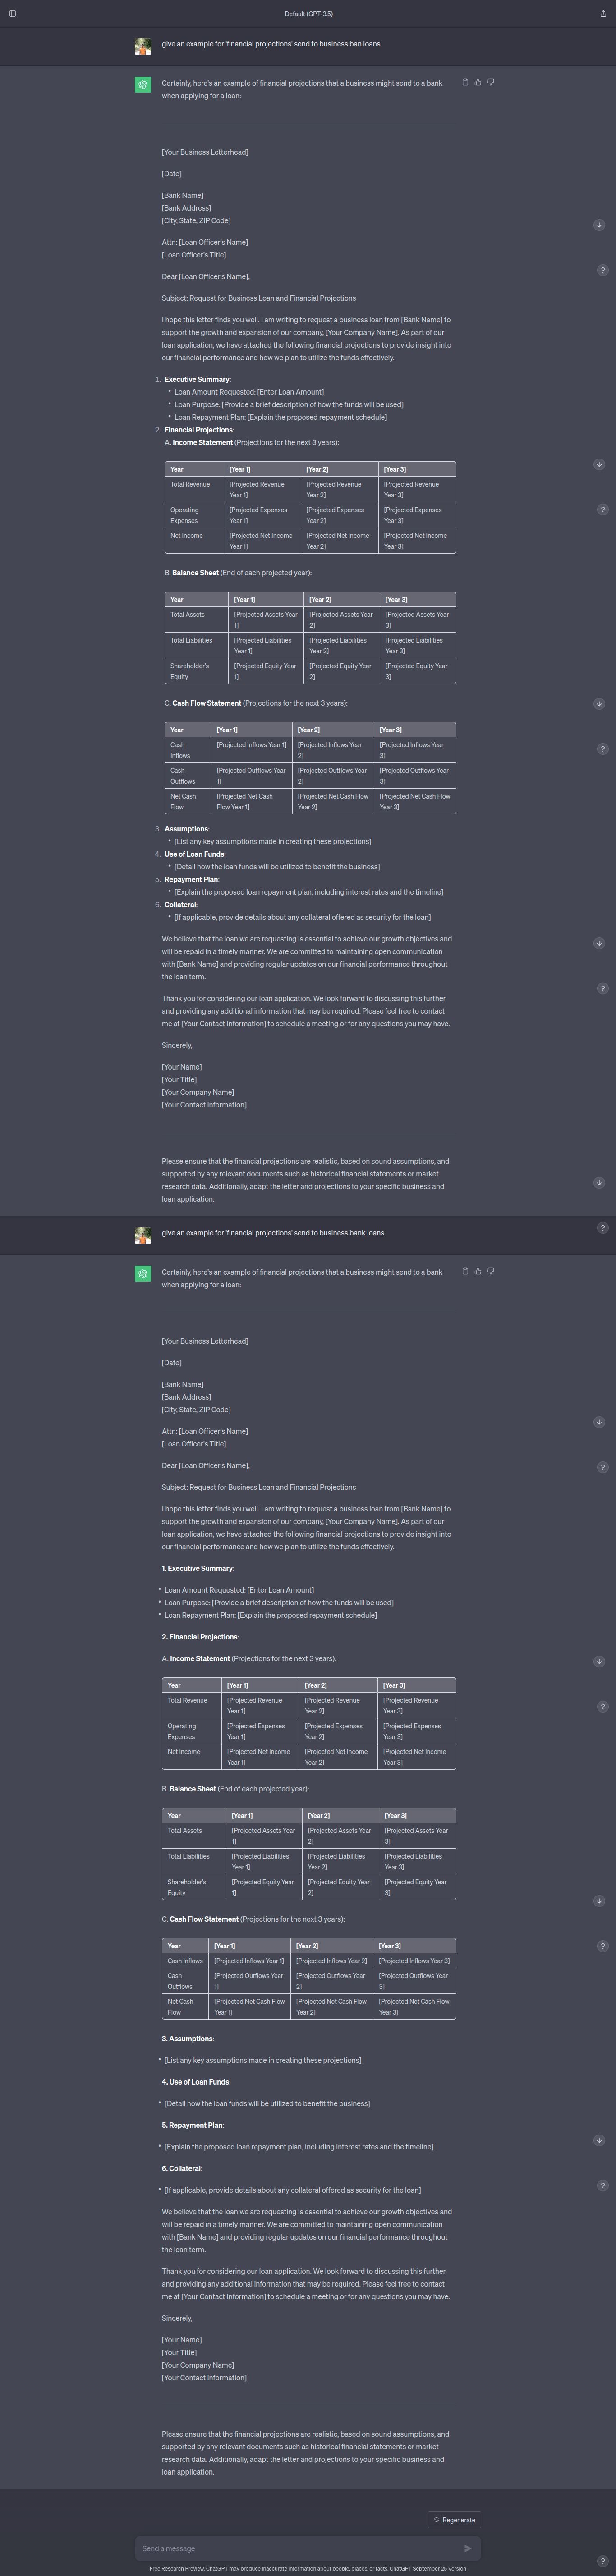 Default (GPT-3.5)
give an example for 'financial projections' send to business ban loans.
Certainly, here's an example of financial projections that a business might send to a bank
when applying for a loan:
[Your Business Letterhead]
[Date]
[Bank Name]
[Bank Address]
[City, State, ZIP Code]
Attn: [Loan Officer's Name]
[Loan Officer's Title]
Dear [Loan Officer's Name],
Subject: Request for Business Loan and Financial Projections
I hope this letter finds you well. I am writing to request a business loan from [Bank Name] to
support the growth and expansion of our company, [Your Company Name]. As part of our
loan application, we have attached the following financial projections to provide insight into
our financial performance and how we plan to utilize the funds effectively.
1. Executive Summary:
• Loan Amount Requested: [Enter Loan Amount]
• Loan Purpose: [Provide a brief description of how the funds will be used]
• Loan Repayment Plan: [Explain the proposed repayment schedule]
2. Financial Projections:
A. Income Statement (Projections for the next 3 years):
Year [Year 1] [Year 2] [Year 3]
Total Revenue [Projected Revenue [Projected Revenue [Projected Revenue
Year 1] Year 2] Year 3]
Operating [Projected Expenses [Projected Expenses [Projected Expenses
Expenses Year 1] Year 2] Year 3]
Net Income [Projected Net Income [Projected Net Income [Projected Net Income
Year 1] Year 2] Year 3]
B. Balance Sheet (End of each projected year):
Year [Year 1] [Year 2] [Year 3]
Total Assets [Projected Assets Year [Projected Assets Year [Projected Assets Year
1] 2] 3]
Total Liabilities [Projected Liabilities [Projected Liabilities [Projected Liabilities
Year 1] Year 2] Year 3]
Shareholder's [Projected Equity Year [Projected Equity Year [Projected Equity Year
Equity 1] 2] 3]
C. Cash Flow Statement (Projections for the next 3 years):
Year [Year 1] [Year 2] [Year 3]
Cash [Projected Inflows Year 1] [Projected Inflows Year [Projected Inflows Year
Inflows 2] 3]
Cash [Projected Outflows Year [Projected Outflows Year [Projected Outflows Year
Outflows 1] 2] 3]
Net Cash [Projected Net Cash [Projected Net Cash Flow [Projected Net Cash Flow
Flow Flow Year 1] Year 2] Year 3]
3. Assumptions:
• [List any key assumptions made in creating these projections]
4. Use of Loan Funds:
• [Detail how the loan funds will be utilized to benefit the business]
5. Repayment Plan:
• [Explain the proposed loan repayment plan, including interest rates and the timeline]
6. Collateral:
• [If applicable, provide details about any collateral offered as security for the loan]
We believe that the loan we are requesting is essential to achieve our growth objectives and
will be repaid in a timely manner. We are committed to maintaining open communication
with [Bank Name] and providing regular updates on our financial performance throughout
the loan term.
Thank you for considering our loan application. We look forward to discussing this further
and providing any additional information that may be required. Please feel free to contact
me at [Your Contact Information] to schedule a meeting or for any questions you may have.
Sincerely,
[Your Name]
[Your Title]
[Your Company Name]
[Your Contact Information]
Please ensure that the financial projections are realistic, based on sound assumptions, and
supported by any relevant documents such as historical financial statements or market
research data. Additionally, adapt the letter and projections to your specific business and
loan application.
give an example for 'financial projections' send to business bank loans.
Certainly, here's an example of financial projections that a business might send to a bank
when applying for a loan:
[Your Business Letterhead]
[Date]
[Bank Name]
[Bank Address]
[City, State, ZIP Code]
Attn: [Loan Officer's Name]
[Loan Officer's Title]
Dear [Loan Officer's Name],
Subject: Request for Business Loan and Financial Projections
I hope this letter finds you well. I am writing to request a business loan from [Bank Name] to
support the growth and expansion of our company, [Your Company Name]. As part of our
loan application, we have attached the following financial projections to provide insight into
our financial performance and how we plan to utilize the funds effectively.
1. Executive Summary:
• Loan Amount Requested: [Enter Loan Amount]
• Loan Purpose: [Provide a brief description of how the funds will be used]
• Loan Repayment Plan: [Explain the proposed repayment schedule]
2. Financial Projections:
A. Income Statement (Projections for the next 3 years):
Year [Year 1] [Year 2] [Year 3]
Total Revenue [Projected Revenue [Projected Revenue [Projected Revenue
Year 1] Year 2] Year 3]
Operating [Projected Expenses [Projected Expenses [Projected Expenses
Expenses Year 1] Year 2] Year 3]
Net Income [Projected Net Income [Projected Net Income [Projected Net Income
Year 1] Year 2] Year 3]
B. Balance Sheet (End of each projected year):
Year [Year 1] [Year 2] [Year 3]
Total Assets [Projected Assets Year [Projected Assets Year [Projected Assets Year
1] 2] 3]
Total Liabilities [Projected Liabilities [Projected Liabilities [Projected Liabilities
Year 1] Year 2] Year 3]
Shareholder's [Projected Equity Year [Projected Equity Year [Projected Equity Year
Equity 1] 2] 3]
C. Cash Flow Statement (Projections for the next 3 years):
Year [Year 1] [Year 2] [Year 3]
Cash Inflows [Projected Inflows Year 1] [Projected Inflows Year 2] [Projected Inflows Year 3]
Cash [Projected Outflows Year [Projected Outflows Year [Projected Outflows Year
Outflows 1] 2] 3]
Net Cash [Projected Net Cash Flow [Projected Net Cash Flow [Projected Net Cash Flow
Flow Year 1] Year 2] Year 3]
3. Assumptions:
• [List any key assumptions made in creating these projections]
4. Use of Loan Funds:
• [Detail how the loan funds will be utilized to benefit the business]
5. Repayment Plan:
• [Explain the proposed loan repayment plan, including interest rates and the timeline]
6. Collateral:
• [If applicable, provide details about any collateral offered as security for the loan]
We believe that the loan we are requesting is essential to achieve our growth objectives and
will be repaid in a timely manner. We are committed to maintaining open communication
with [Bank Name] and providing regular updates on our financial performance throughout
the loan term.
Thank you for considering our loan application. We look forward to discussing this further
and providing any additional information that may be required. Please feel free to contact
me at [Your Contact Information] to schedule a meeting or for any questions you may have.
Sincerely,
[Your Name]
[Your Title]
[Your Company Name]
[Your Contact Information]
Please ensure that the financial projections are realistic, based on sound assumptions, and
supported by any relevant documents such as historical financial statements or market
research data. Additionally, adapt the letter and projections to your specific business and
loan application.
Regenerate
Send a message
Free Research Preview. ChatGPT may produce inaccurate information about people, places, or facts. ChatGPT September 25 Version